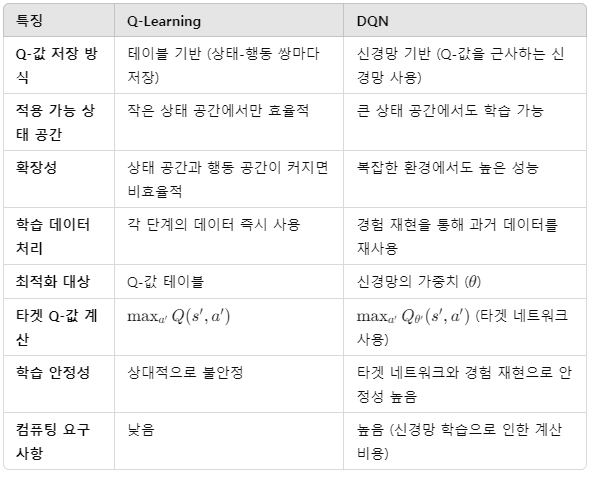 특징 Q-Learning DQN
Q-값 저장 방 테이블 기반 (상태-행동 쌍마다 신경망 기반 (Q-값을 근사하는 신
식 저장) 경망 사용)
적용 가능 상 작은 상태 공간에서만 효율적 큰 상태 공간에서도 학습 가능
태 공간
확장성 상태 공간과 행동 공간이 커지면 복잡한 환경에서도 높은 성능
비효율적
학습 데이터 각 단계의 데이터 즉시 사용 경험 재현을 통해 과거 데이터를
처리 재사용
최적화 대상 Q-값 테이블 신경망의 가중치 (θ)
타겟 Q-값 계 maxₐ′ Q(s′, a′) maxₐ′ Qθ′(s′, a′) (타겟 네트워크
산 사용)
학습 안정성 상대적으로 불안정 타겟 네트워크와 경험 재현으로 안
정성 높음
컴퓨팅 요구 낮음 높음 (신경망 학습으로 인한 계산
사항 비용)